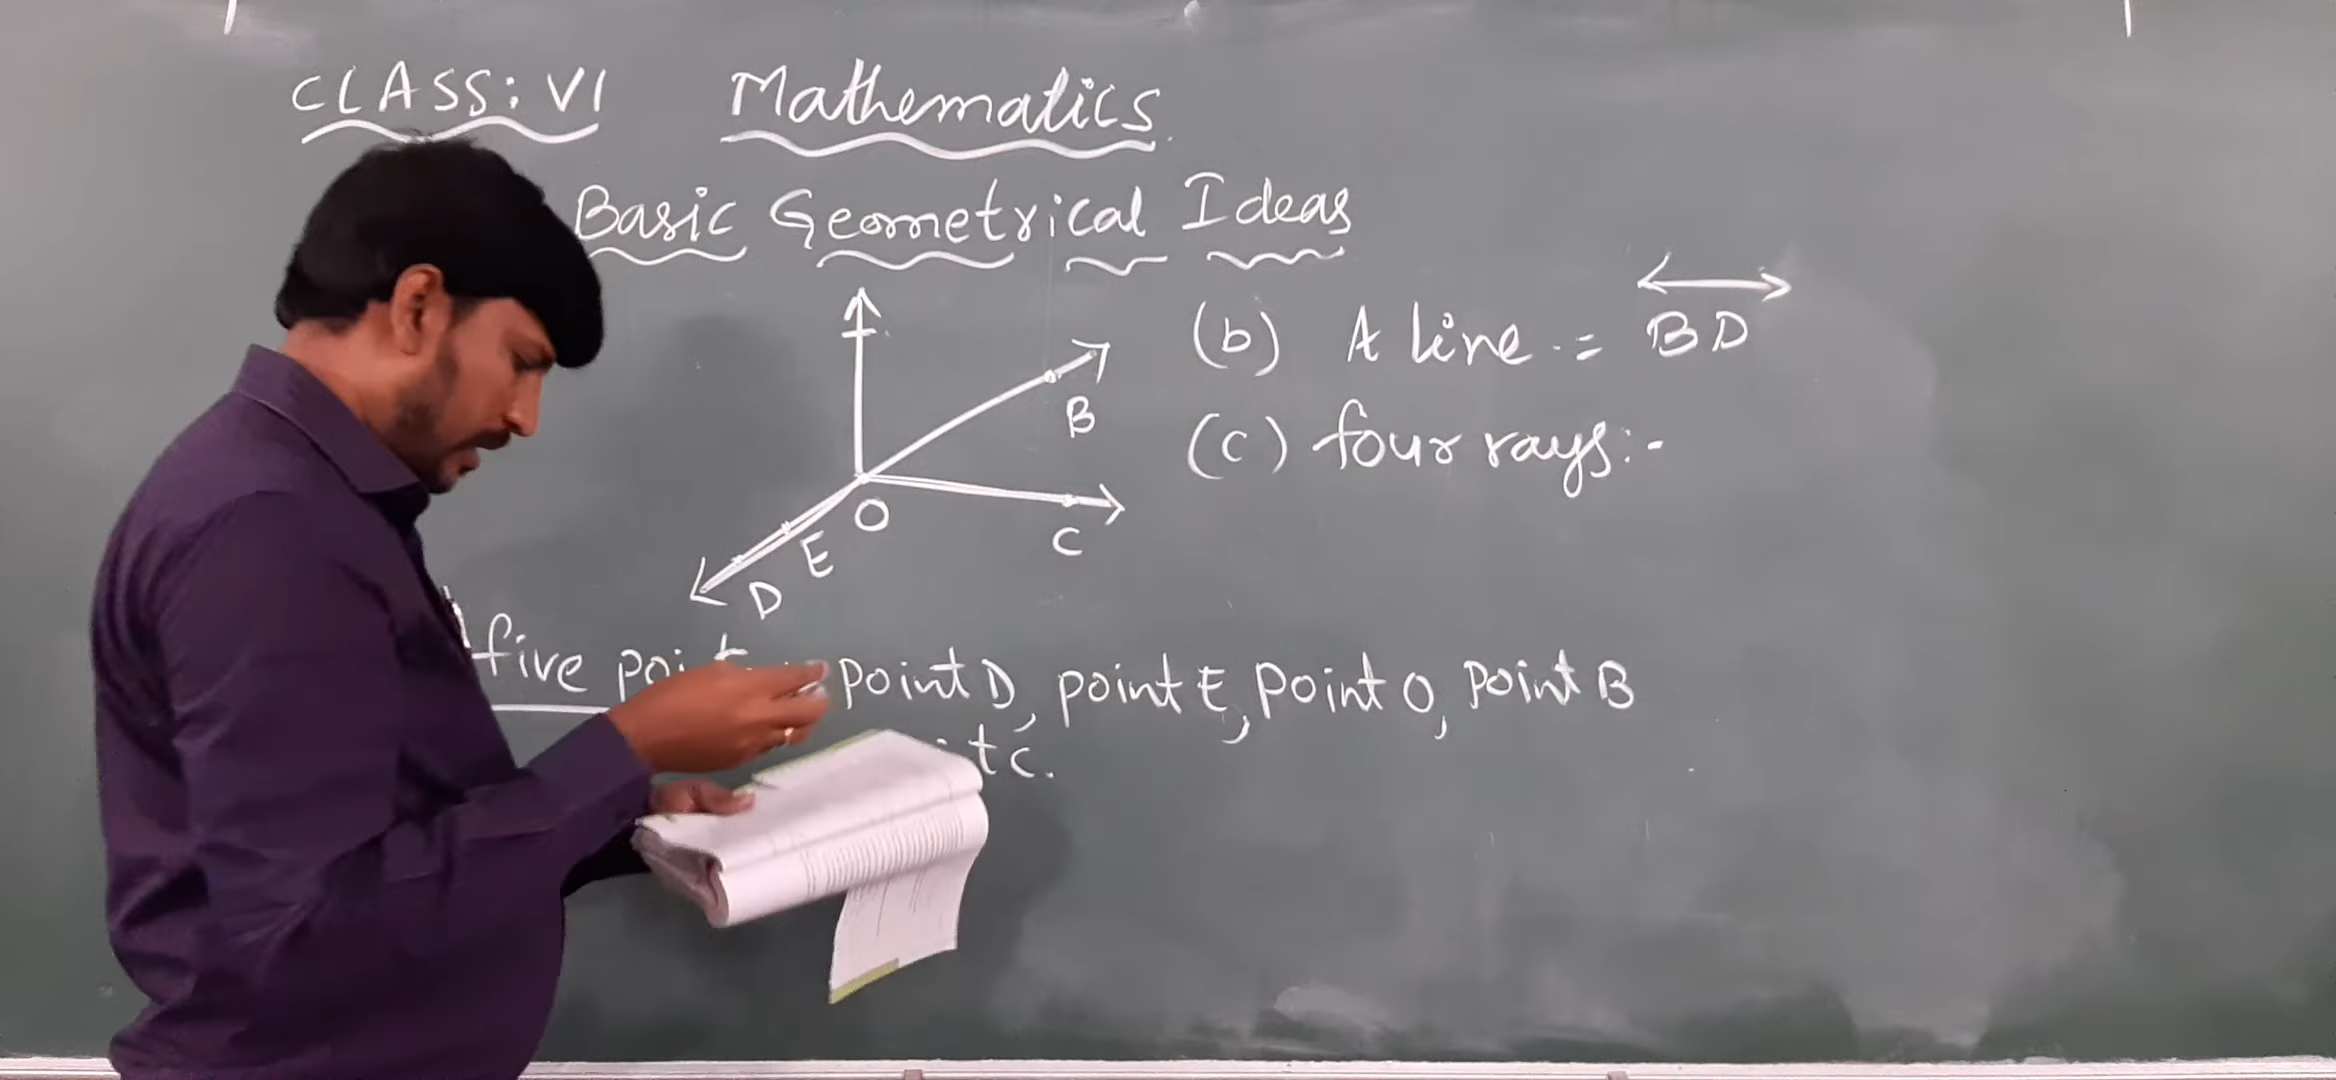 CLASS: VI Mathematics
Basic Geometrical Ideas
B
O
C
E
D
(b) A line = BD
(c) four rays:-
five point D, point E, point O, point B
c.